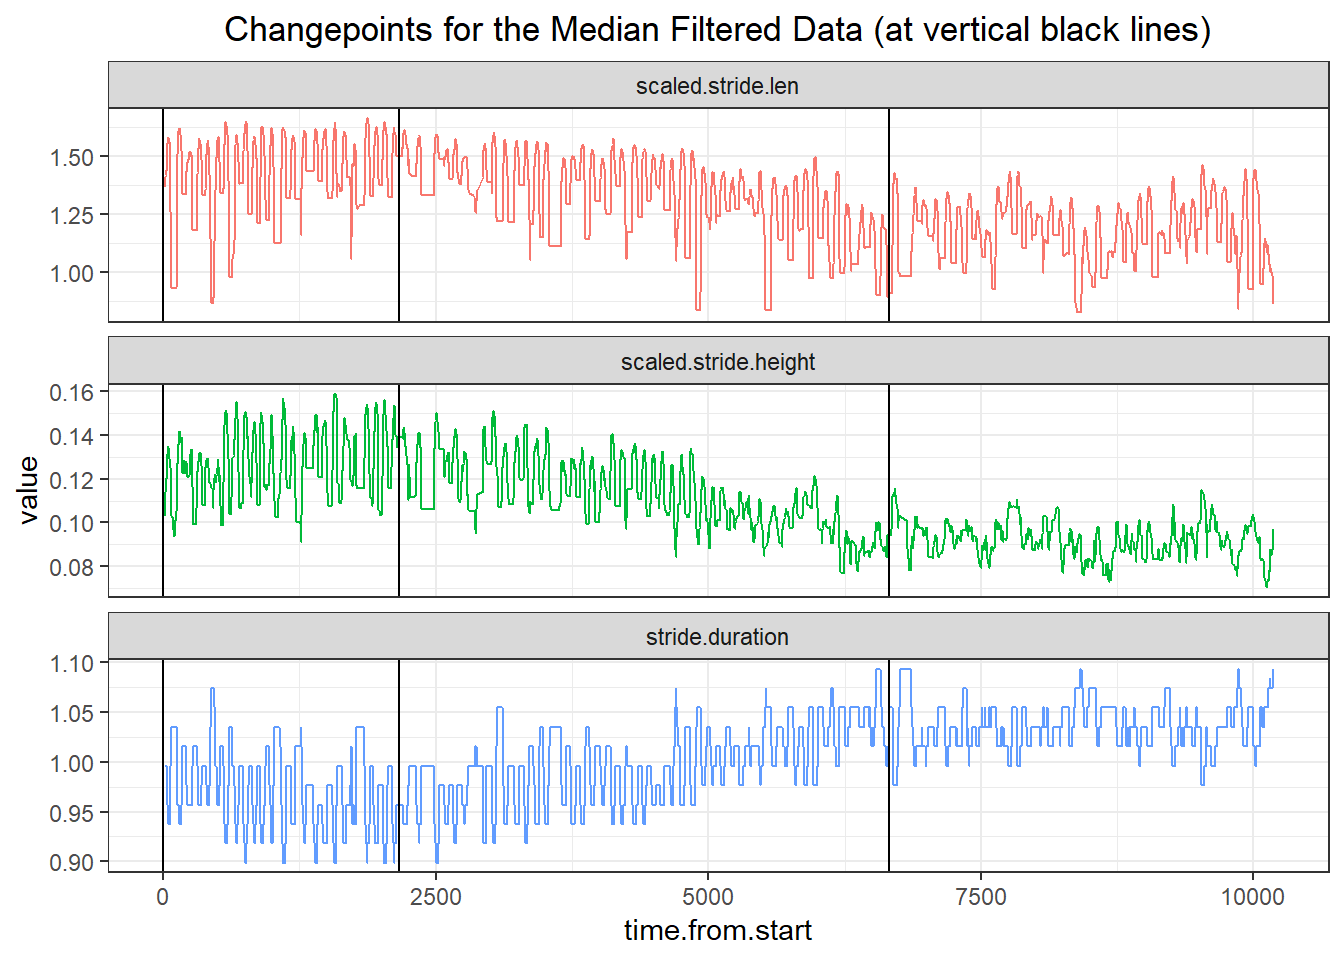 Changepoints for the Median Filtered Data (at vertical black lines)
scaled.stride.len
1.50
1.25
1.00
scaled.stride.height
0.16
0.14
0.12
0.10
0.08
value
stride.duration
1.10
1.05
1.00
0.95
0.90
0 2500 5000 7500 10000
time.from.start